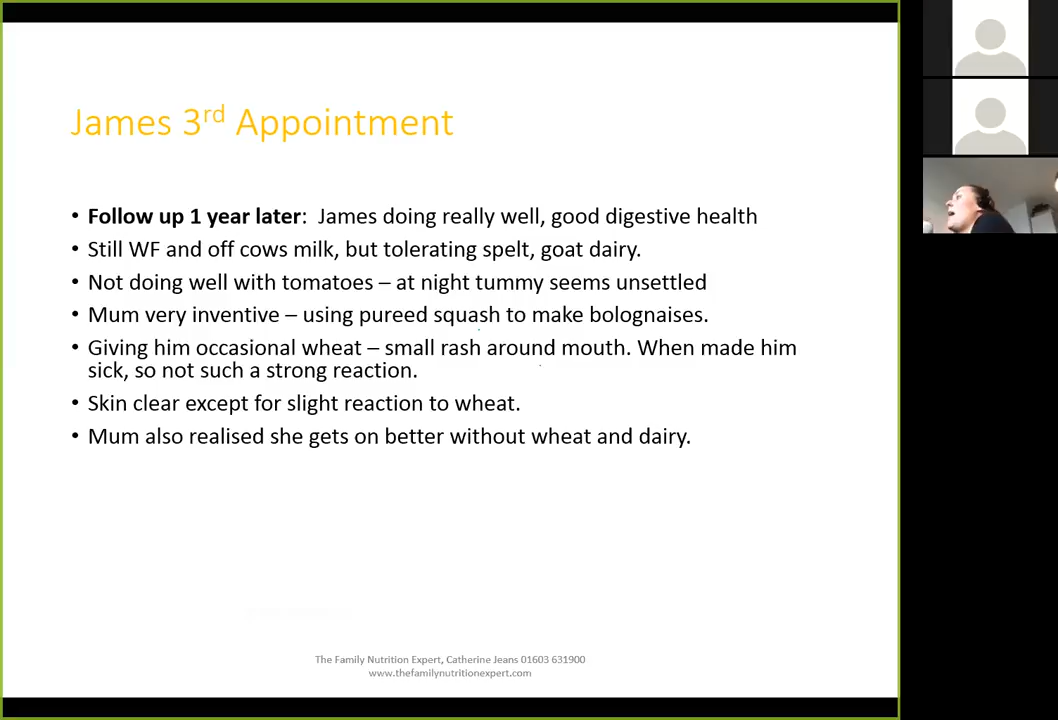 James 3rd Appointment
• Follow up 1 year later: James doing really well, good digestive health
• Still WF and off cows milk, but tolerating spelt, goat dairy.
• Not doing well with tomatoes – at night tummy seems unsettled
• Mum very inventive – using pureed squash to make bolognaises.
• Giving him occasional wheat – small rash around mouth. When made him
sick, so not such a strong reaction.
• Skin clear except for slight reaction to wheat.
• Mum also realised she gets on better without wheat and dairy.
The Family Nutrition Expert, Catherine Jeans 01603 631900
www.thefamilynutritionexpert.com